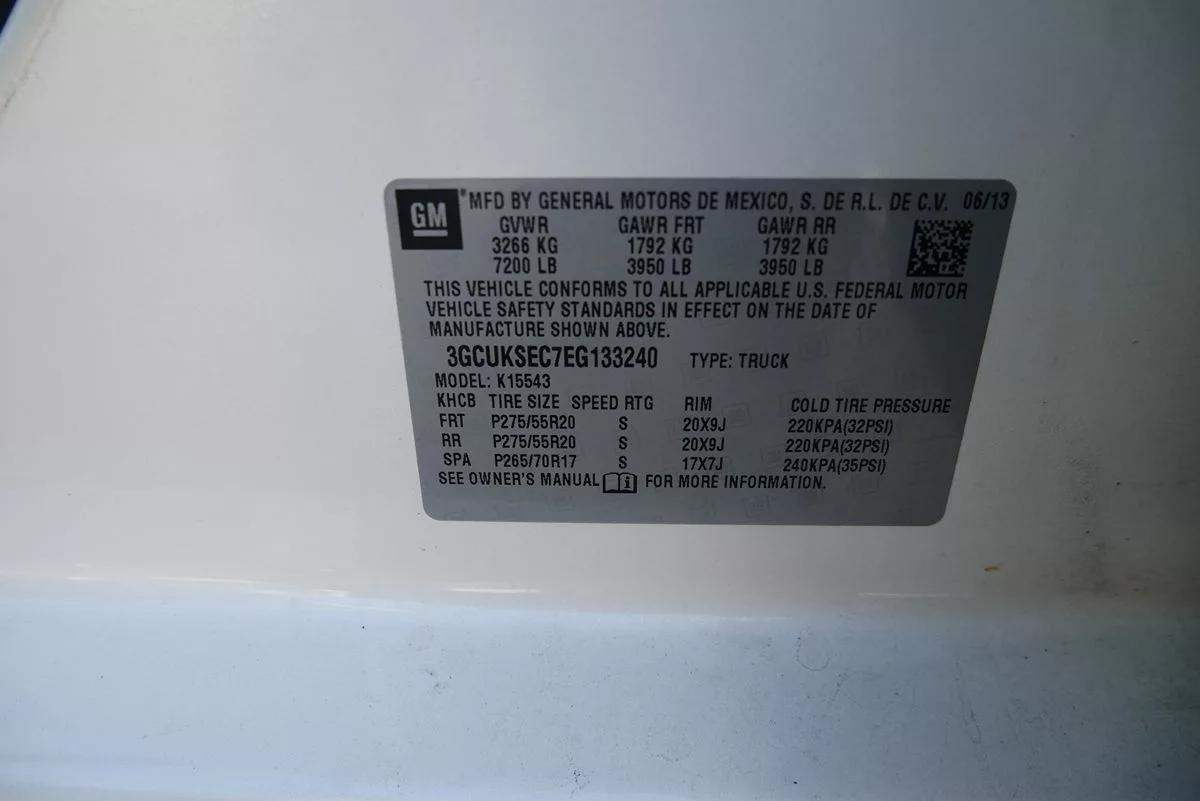 GM ®MFD BY GENERAL MOTORS DE MEXICO, S. DE R.L. DE C.V. 06/13
GVWR GAWR FRT GAWR RR
3266 KG 1792 KG 1792 KG
7200 LB 3950 LB 3950 LB
THIS VEHICLE CONFORMS TO ALL APPLICABLE U.S. FEDERAL MOTOR
VEHICLE SAFETY STANDARDS IN EFFECT ON THE DATE OF
MANUFACTURE SHOWN ABOVE.
3GCUKSEC7EG133240 TYPE: TRUCK
MODEL: K15543
KHCB TIRE SIZE SPEED RTG RIM COLD TIRE PRESSURE
FRT P275/55R20 S 20X9J 220KPA(32PSI)
RR P275/55R20 S 20X9J 220KPA(32PSI)
SPA P265/70R17 S 17X7J 240KPA(35PSI)
SEE OWNER'S MANUAL i FOR MORE INFORMATION.